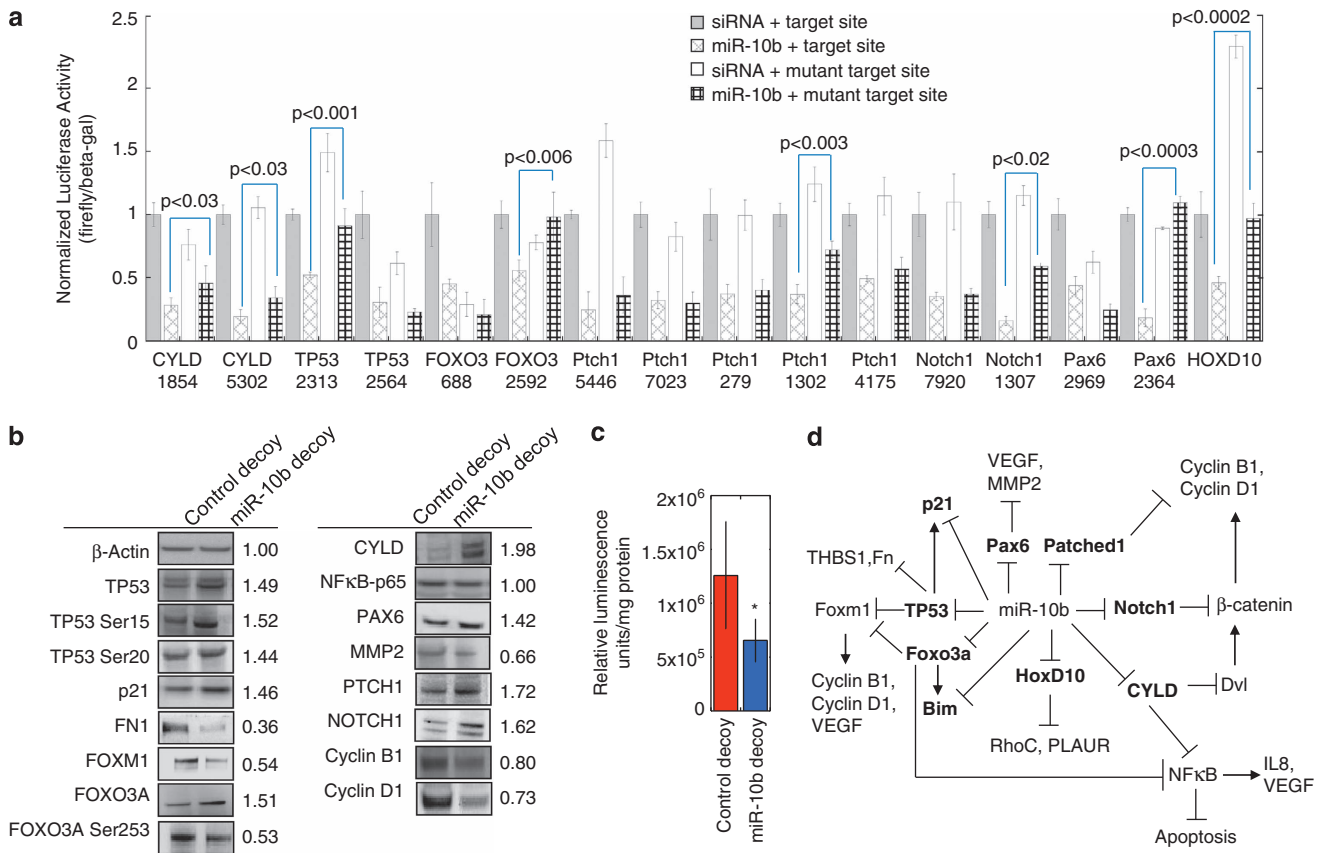 a
Normalized Luciferase Activity
(firefly/beta-gal)
2.5
2
1.5
1
0.5
0
siRNA + target site
miR-10b + target site
siRNA + mutant target site
miR-10b + mutant target site
p<0.03
p<0.03
p<0.001
p<0.006
p<0.003
p<0.02
p<0.0003
p<0.0002
CYLD CYLD TP53 TP53 FOXO3 FOXO3 Ptch1 Ptch1 Ptch1 Ptch1 Ptch1 Notch1 Notch1 Pax6 Pax6 HOXD10
1854 5302 2313 2564 688 2592 5446 7023 279 1302 4175 7920 1307 2969 2364
b
Control decoy
miR-10b decoy
β-Actin 1.00
TP53 1.49
TP53 Ser15 1.52
TP53 Ser20 1.44
p21 1.46
FN1 0.36
FOXM1 0.54
FOXO3A 1.51
FOXO3A Ser253 0.53
Control decoy
miR-10b decoy
CYLD 1.98
NFκB-p65 1.00
PAX6 1.42
MMP2 0.66
PTCH1 1.72
NOTCH1 1.62
Cyclin B1 0.80
Cyclin D1 0.73
c
Relative luminescence
units/mg protein
2x10⁶
1.5x10⁶
1x10⁶
5x10⁵
0
*
Control decoy
miR-10b decoy
d
VEGF,
MMP2
Cyclin B1,
Cyclin D1
p21
Pax6 Patched1
THBS1,Fn
Foxm1 TP53 miR-10b Notch1 β-catenin
Foxo3a
HoxD10
CYLD Dvl
Cyclin B1,
Cyclin D1,
VEGF
Bim
RhoC, PLAUR
NFκB
IL8,
VEGF
Apoptosis